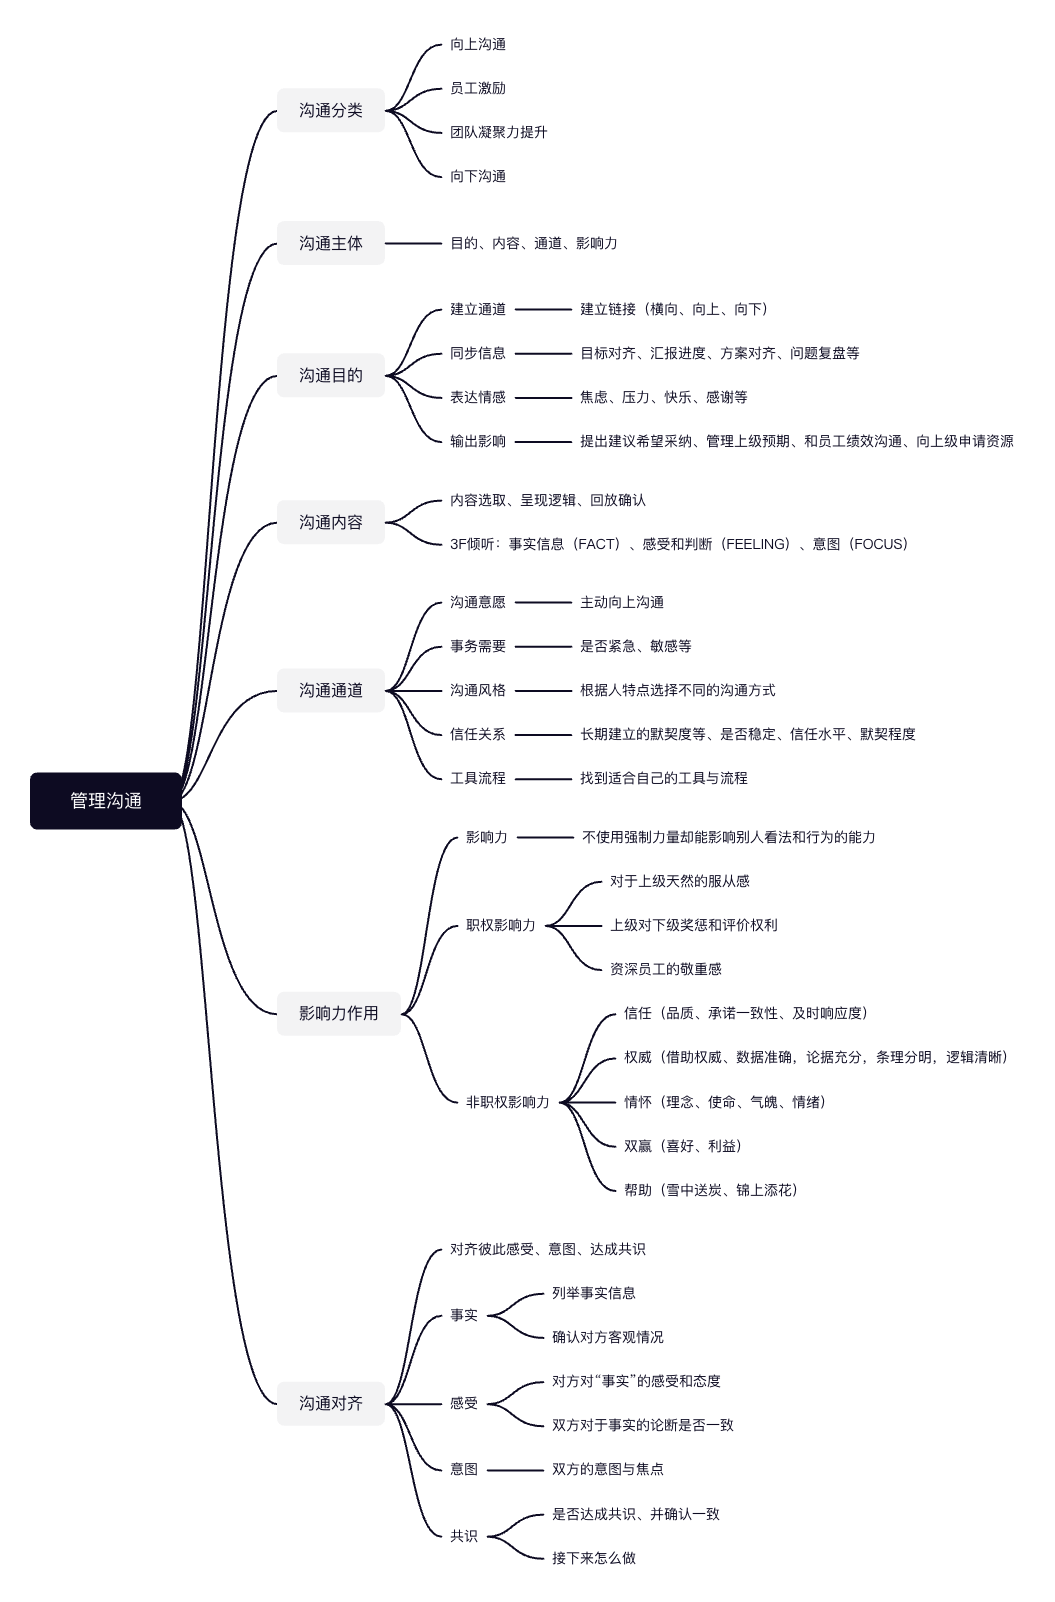 管理沟通
沟通分类
向上沟通
员工激励
团队凝聚力提升
向下沟通
沟通主体
目的、内容、通道、影响力
沟通目的
建立通道
建立链接（横向、向上、向下）
同步信息
目标对齐、汇报进度、方案对齐、问题复盘等
表达情感
焦虑、压力、快乐、感谢等
输出影响
提出建议希望采纳、管理上级预期、和员工绩效沟通、向上级申请资源
沟通内容
内容选取、呈现逻辑、回放确认
3F倾听：事实信息（FACT）、感受和判断（FEELING）、意图（FOCUS）
沟通通道
沟通意愿
主动向上沟通
事务需要
是否紧急、敏感等
沟通风格
根据人特点选择不同的沟通方式
信任关系
长期建立的默契度等、是否稳定、信任水平、默契程度
工具流程
找到适合自己的工具与流程
影响力作用
影响力
不使用强制力量却能影响别人看法和行为的能力
职权影响力
对于上级天然的服从感
上级对下级奖惩和评价权利
资深员工的敬重感
非职权影响力
信任（品质、承诺一致性、及时响应度）
权威（借助权威、数据准确，论据充分，条理分明，逻辑清晰）
情怀（理念、使命、气魄、情绪）
双赢（喜好、利益）
帮助（雪中送炭、锦上添花）
沟通对齐
对齐彼此感受、意图、达成共识
事实
列举事实信息
确认对方客观情况
感受
对方对“事实”的感受和态度
双方对于事实的论断是否一致
意图
双方的意图与焦点
共识
是否达成共识、并确认一致
接下来怎么做